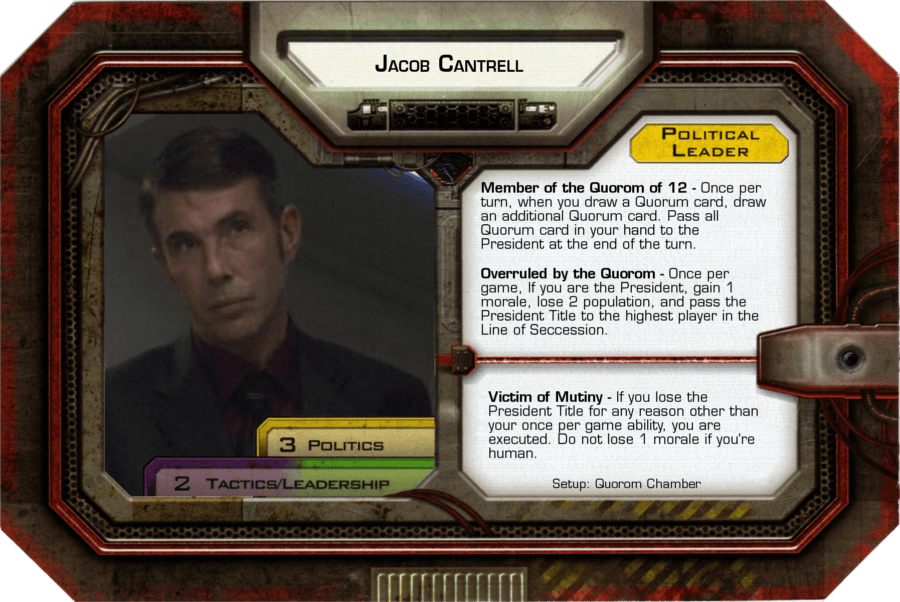 JACOB CANTRELL
POLITICAL
LEADER
Member of the Quorom of 12 - Once per
turn, when you draw a Quorum card, draw
an additional Quorum card. Pass all
Quorum card in your hand to the
President at the end of the turn.
Overruled by the Quorom - Once per
game, If you are the President, gain 1
morale, lose 2 population, and pass the
President Title to the highest player in the
Line of Seccession.
Victim of Mutiny - If you lose the
President Title for any reason other than
your once per game ability, you are
executed. Do not lose 1 morale if you're
human.
Setup: Quorom Chamber
3 POLITICS
2 TACTICS/LEADERSHIP